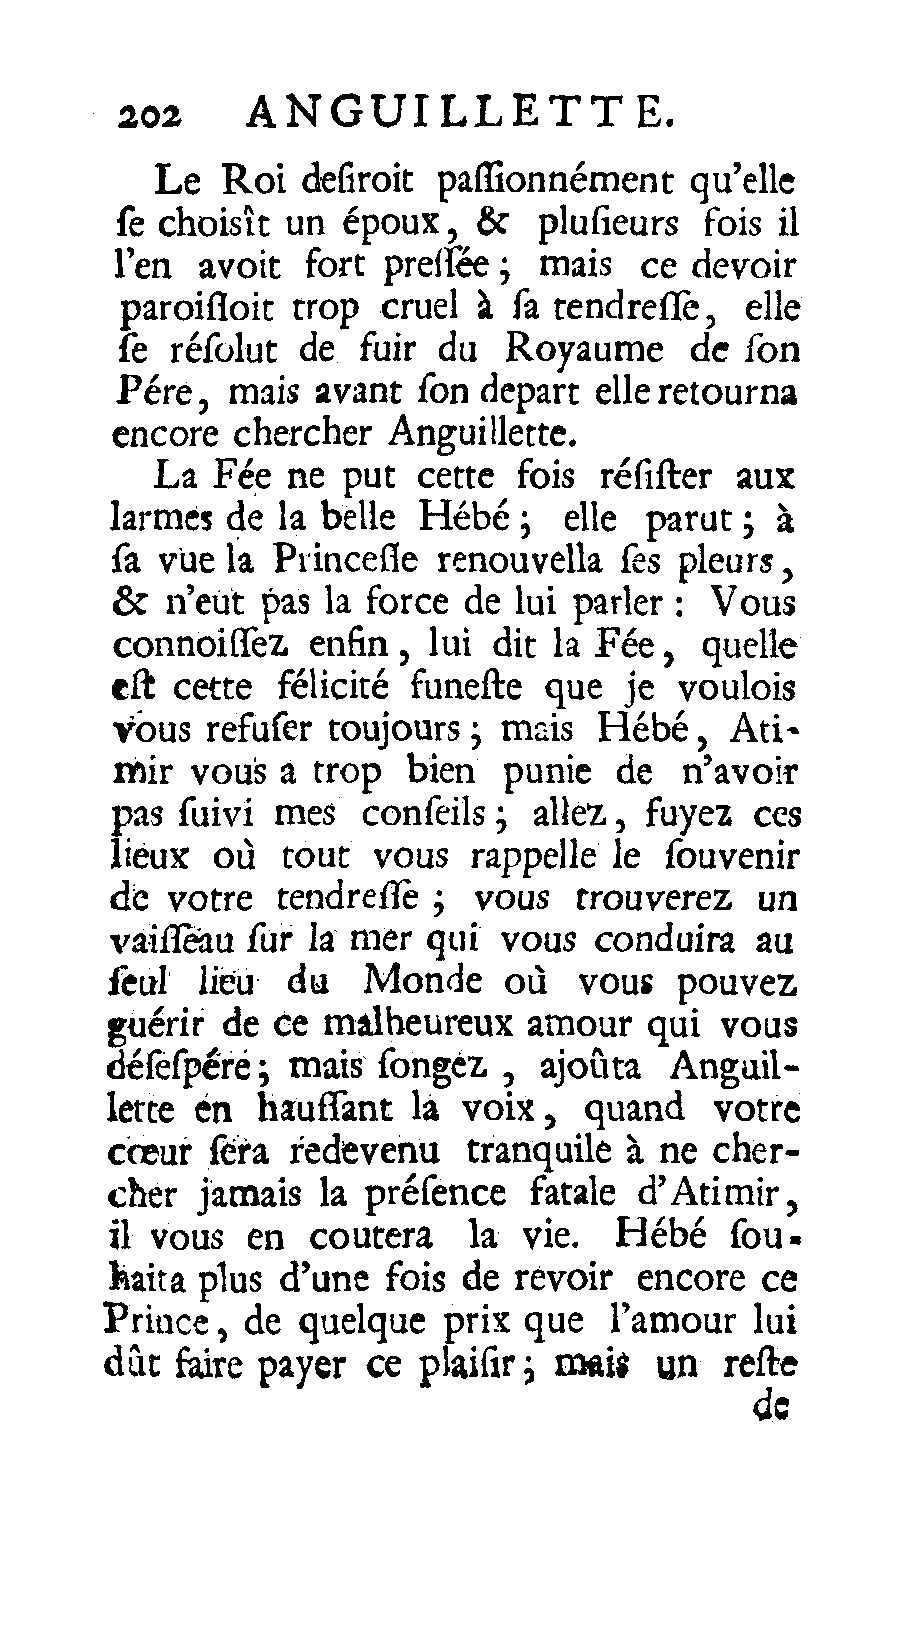 202 ANGUILLETTE.
Le Roi deſiroit paſſionnément qu'elle
ſe choisît un époux, & pluſieurs fois il
l'en avoit fort preſſée; mais ce devoir
paroiſſoit trop cruel à ſa tendreſſe, elle
ſe réſolut de fuir du Royaume de ſon
Pére, mais avant ſon depart elle retourna
encore chercher Anguillette.
La Fée ne put cette fois réſiſter aux
larmes de la belle Hébé; elle parut; à
ſa vue la Princeſſe renouvella ſes pleurs,
& n'eut pas la force de lui parler: Vous
connoiſſez enfin, lui dit la Fée, quelle
eſt cette félicité funeſte que je voulois
vous refuſer toujours; mais Hébé, Ati-
mir vous a trop bien punie de n'avoir
pas ſuivi mes conſeils; allez, fuyez ces
lieux où tout vous rappelle le ſouvenir
de votre tendreſſe; vous trouverez un
vaiſſeau ſur la mer qui vous conduira au
ſeul lieu du Monde où vous pouvez
guérir de ce malheureux amour qui vous
déſeſpére; mais ſongez, ajoûta Anguil-
lette en hauſſant la voix, quand votre
cœur ſera redevenu tranquile à ne cher-
cher jamais la préſence fatale d'Atimir,
il vous en coutera la vie. Hébé ſou-
haita plus d'une fois de revoir encore ce
Prince, de quelque prix que l'amour lui
dût faire payer ce plaiſir; mais un reſte
de